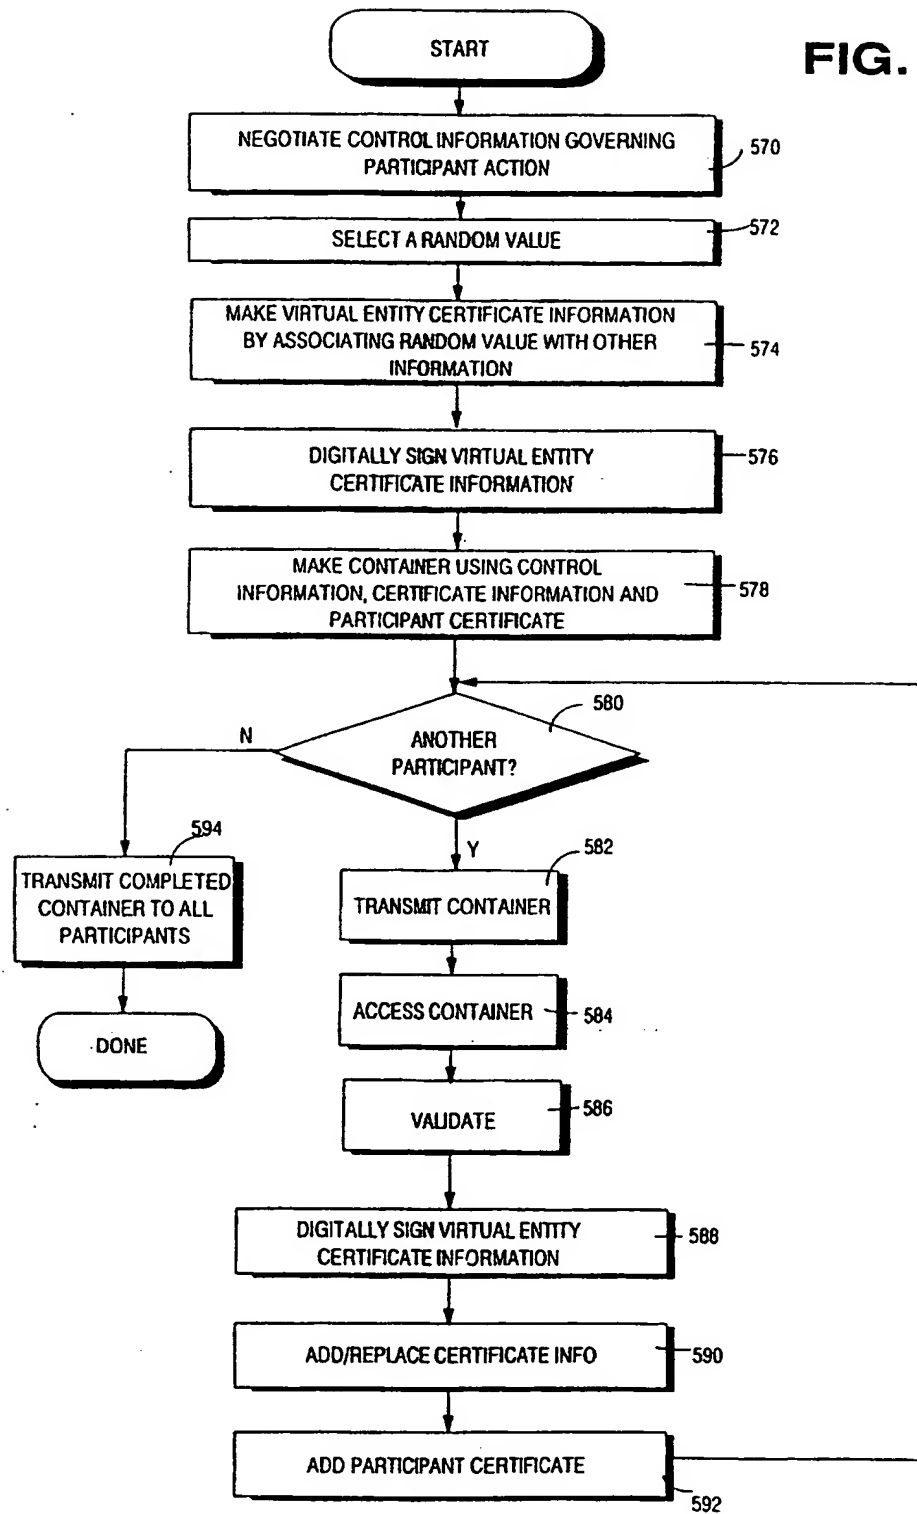 START
FIG.
NEGOTIATE CONTROL INFORMATION GOVERNING
PARTICIPANT ACTION
570
SELECT A RANDOM VALUE
572
MAKE VIRTUAL ENTITY CERTIFICATE INFORMATION
BY ASSOCIATING RANDOM VALUE WITH OTHER
INFORMATION
574
DIGITALLY SIGN VIRTUAL ENTITY
CERTIFICATE INFORMATION
576
MAKE CONTAINER USING CONTROL
INFORMATION, CERTIFICATE INFORMATION AND
PARTICIPANT CERTIFICATE
578
580
ANOTHER
PARTICIPANT?
N
Y
594
TRANSMIT COMPLETED
CONTAINER TO ALL
PARTICIPANTS
DONE
582
TRANSMIT CONTAINER
ACCESS CONTAINER
584
VALIDATE
586
DIGITALLY SIGN VIRTUAL ENTITY
CERTIFICATE INFORMATION
588
ADD/REPLACE CERTIFICATE INFO
590
ADD PARTICIPANT CERTIFICATE
592